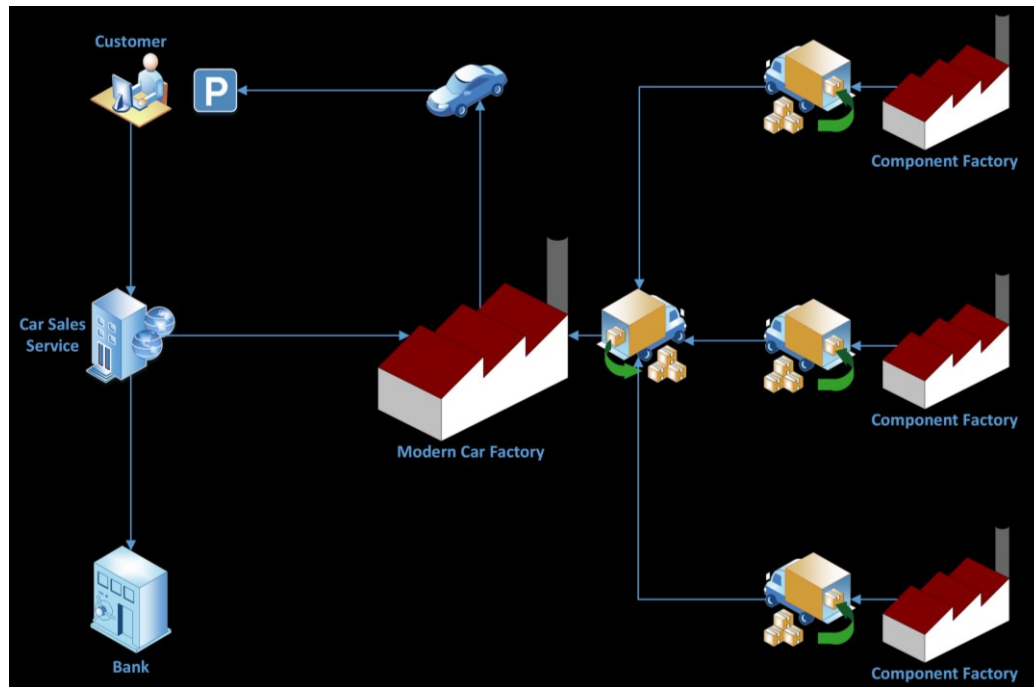 Customer
P
Component Factory
Car Sales
Service
Modern Car Factory
Component Factory
Bank
Component Factory